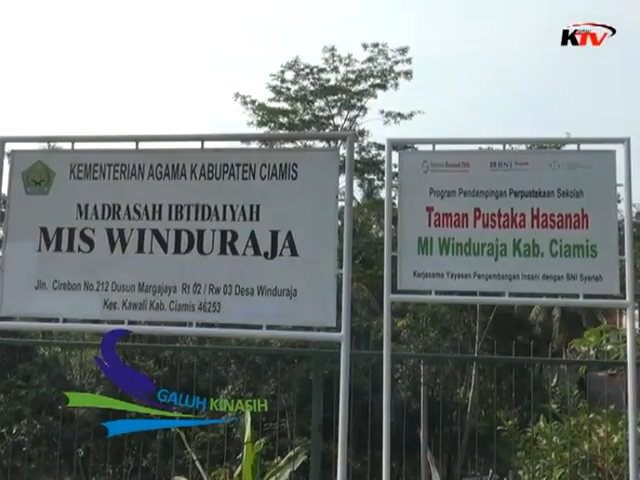 KTV
KEMENTERIAN AGAMA KABUPATEN CIAMIS
MADRASAH IBTIDAIYAH
MIS WINDURAJA
Jln. Cirebon No.212 Dusun Margajaya Rt 02 / Rw 03 Desa Winduraja
Kec. Kawali Kab. Ciamis 46253
BNI
Program Pendampingan Perpustakaan Sekolah
Taman Pustaka Hasanah
MI Winduraja Kab. Ciamis
Kerjasama Yayasan Pengembangan Insani dengan BNI Syariah
GALUH KINASIH